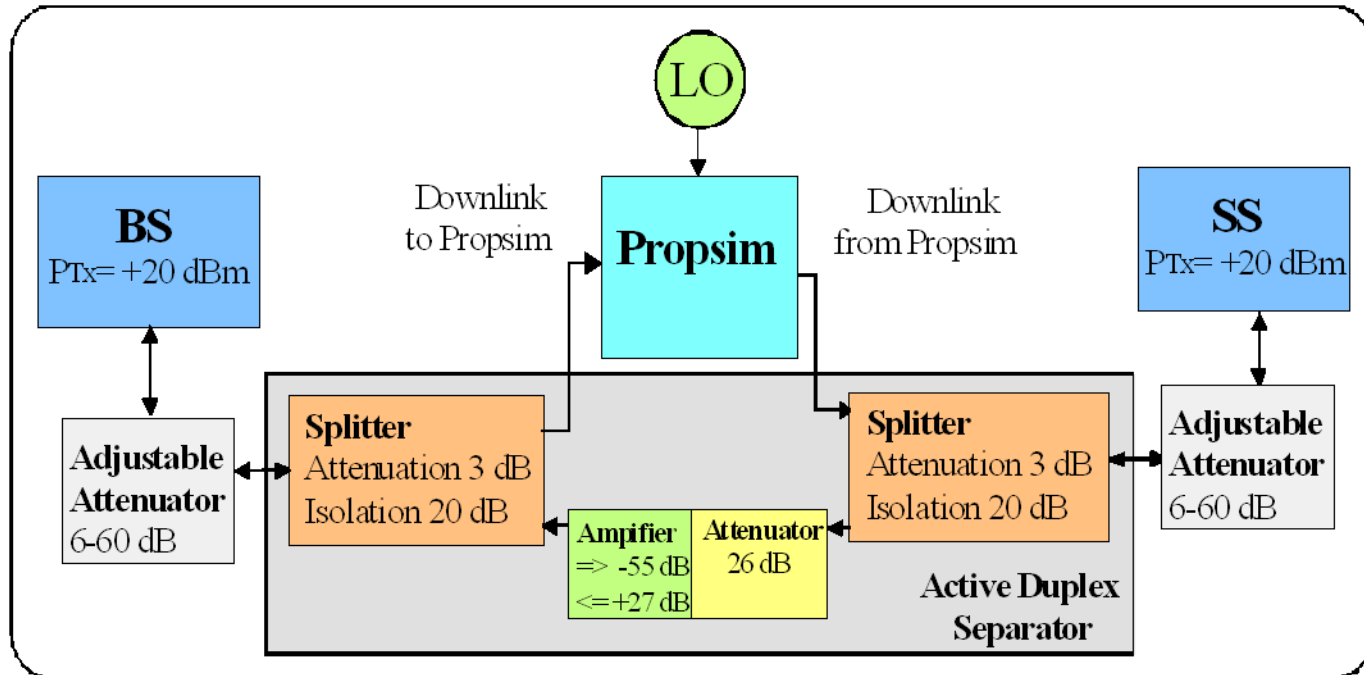 LO
BS
PTx= +20 dBm
Downlink
to Propsim
Propsim
Downlink
from Propsim
SS
PTx= +20 dBm
Adjustable
Attenuator
6-60 dB
Splitter
Attenuation 3 dB
Isolation 20 dB
Ampifier
=> -55 dB
<=+27 dB
Attenuator
26 dB
Splitter
Attenuation 3 dB
Isolation 20 dB
Adjustable
Attenuator
6-60 dB
Active Duplex
Separator